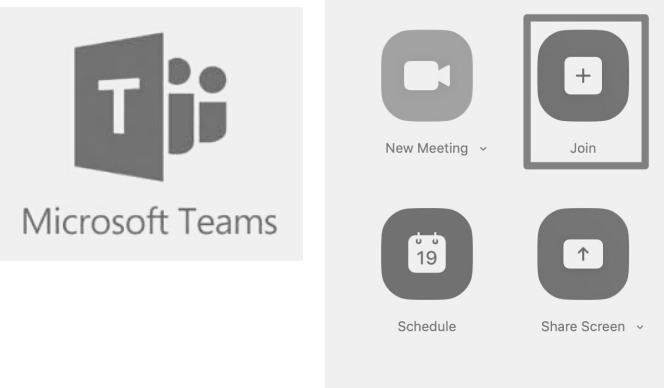 T
Microsoft Teams
New Meeting
Join
19
Schedule
Share Screen